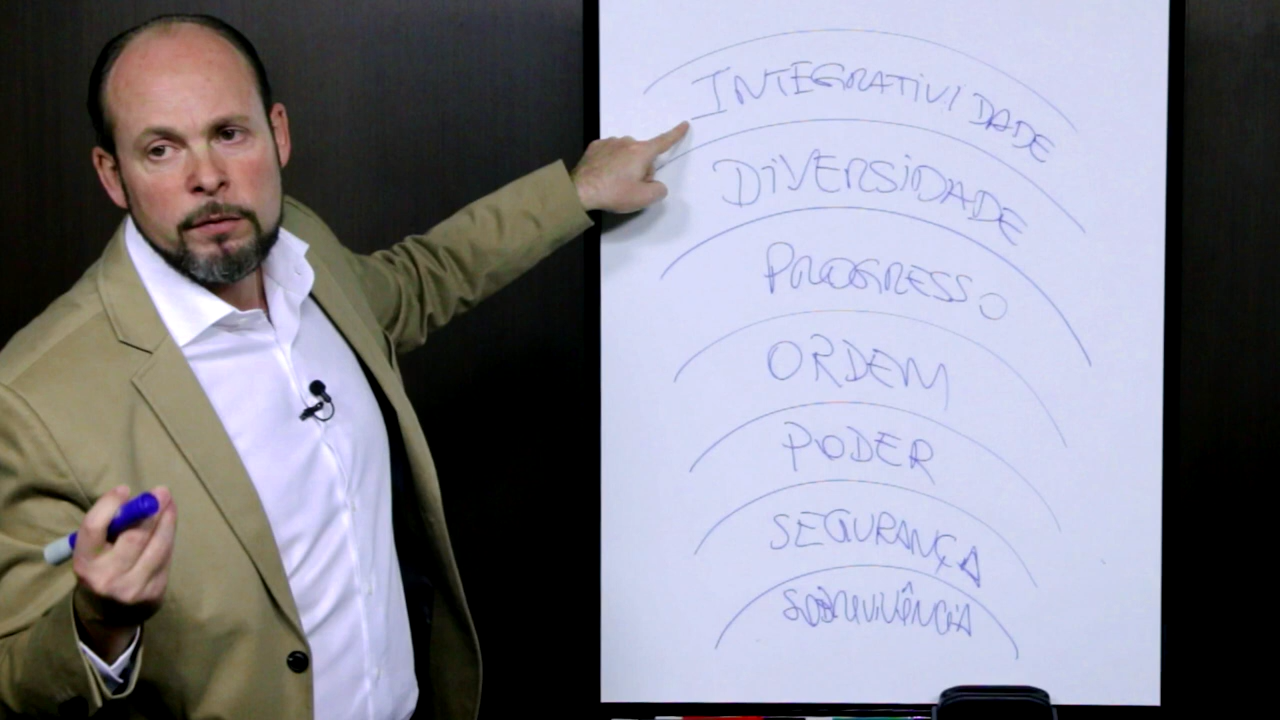 INTEGRATIVIDADE
DIVERSIDADE
PROGRESSO
ORDEM
PODER
SEGURANÇA
SOBREVIVÊNCIA